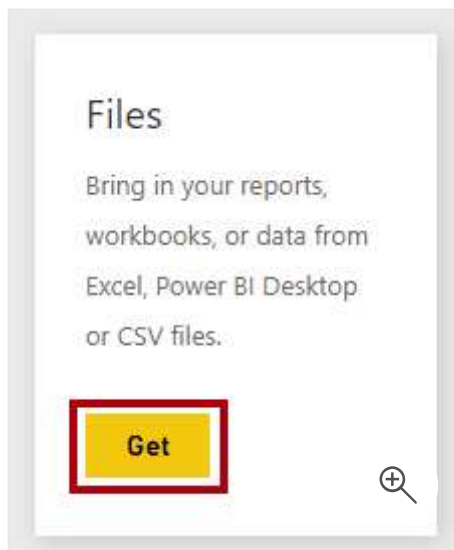 Files
Bring in your reports,
workbooks, or data from
Excel, Power BI Desktop
or CSV files.
Get